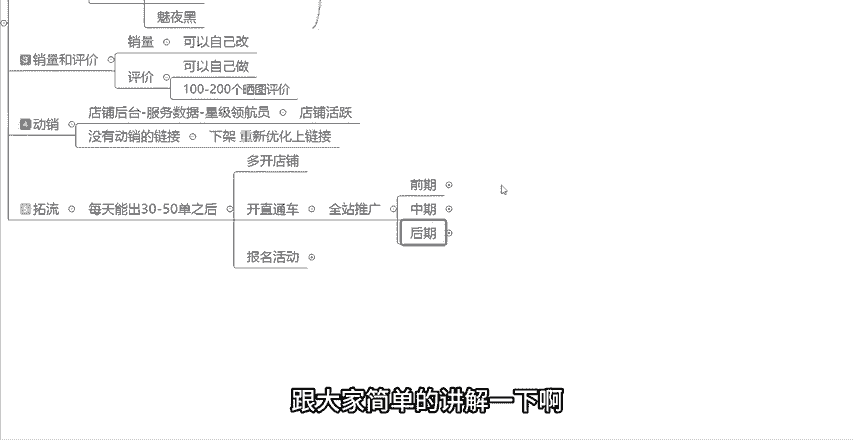 魅夜黑
销量 可以自己改
3 销量和评价
可以自己做
评价
100-200个晒图评价
店铺后台-服务数据-星级领航员 店铺活跃
4 动销
没有动销的链接 下架 重新优化上链接
多开店铺
前期
拓流 每天能出30-50单之后 开直通车 全站推广 中期
后期
报名活动
跟大家简单的讲解一下啊